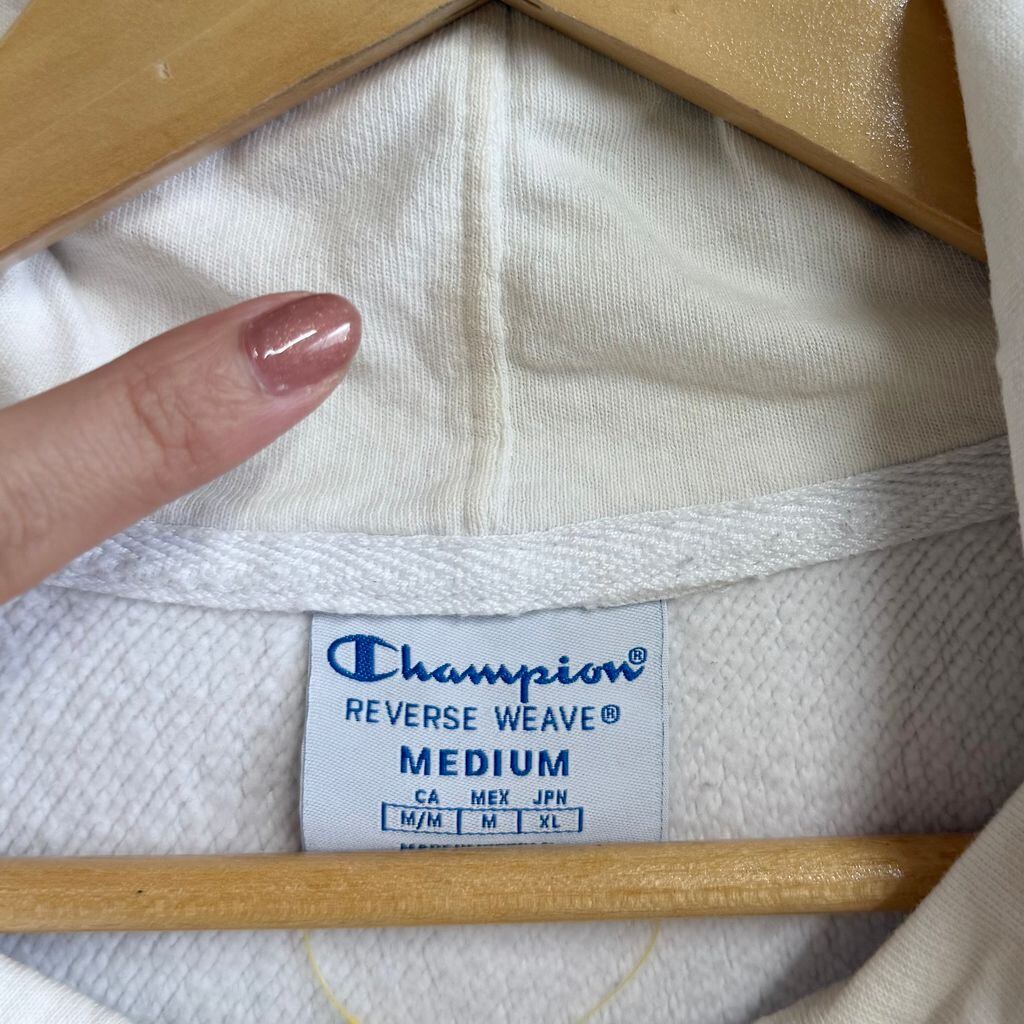 Champion®
REVERSE WEAVE®
MEDIUM
CA MEX JPN
M/M M XL